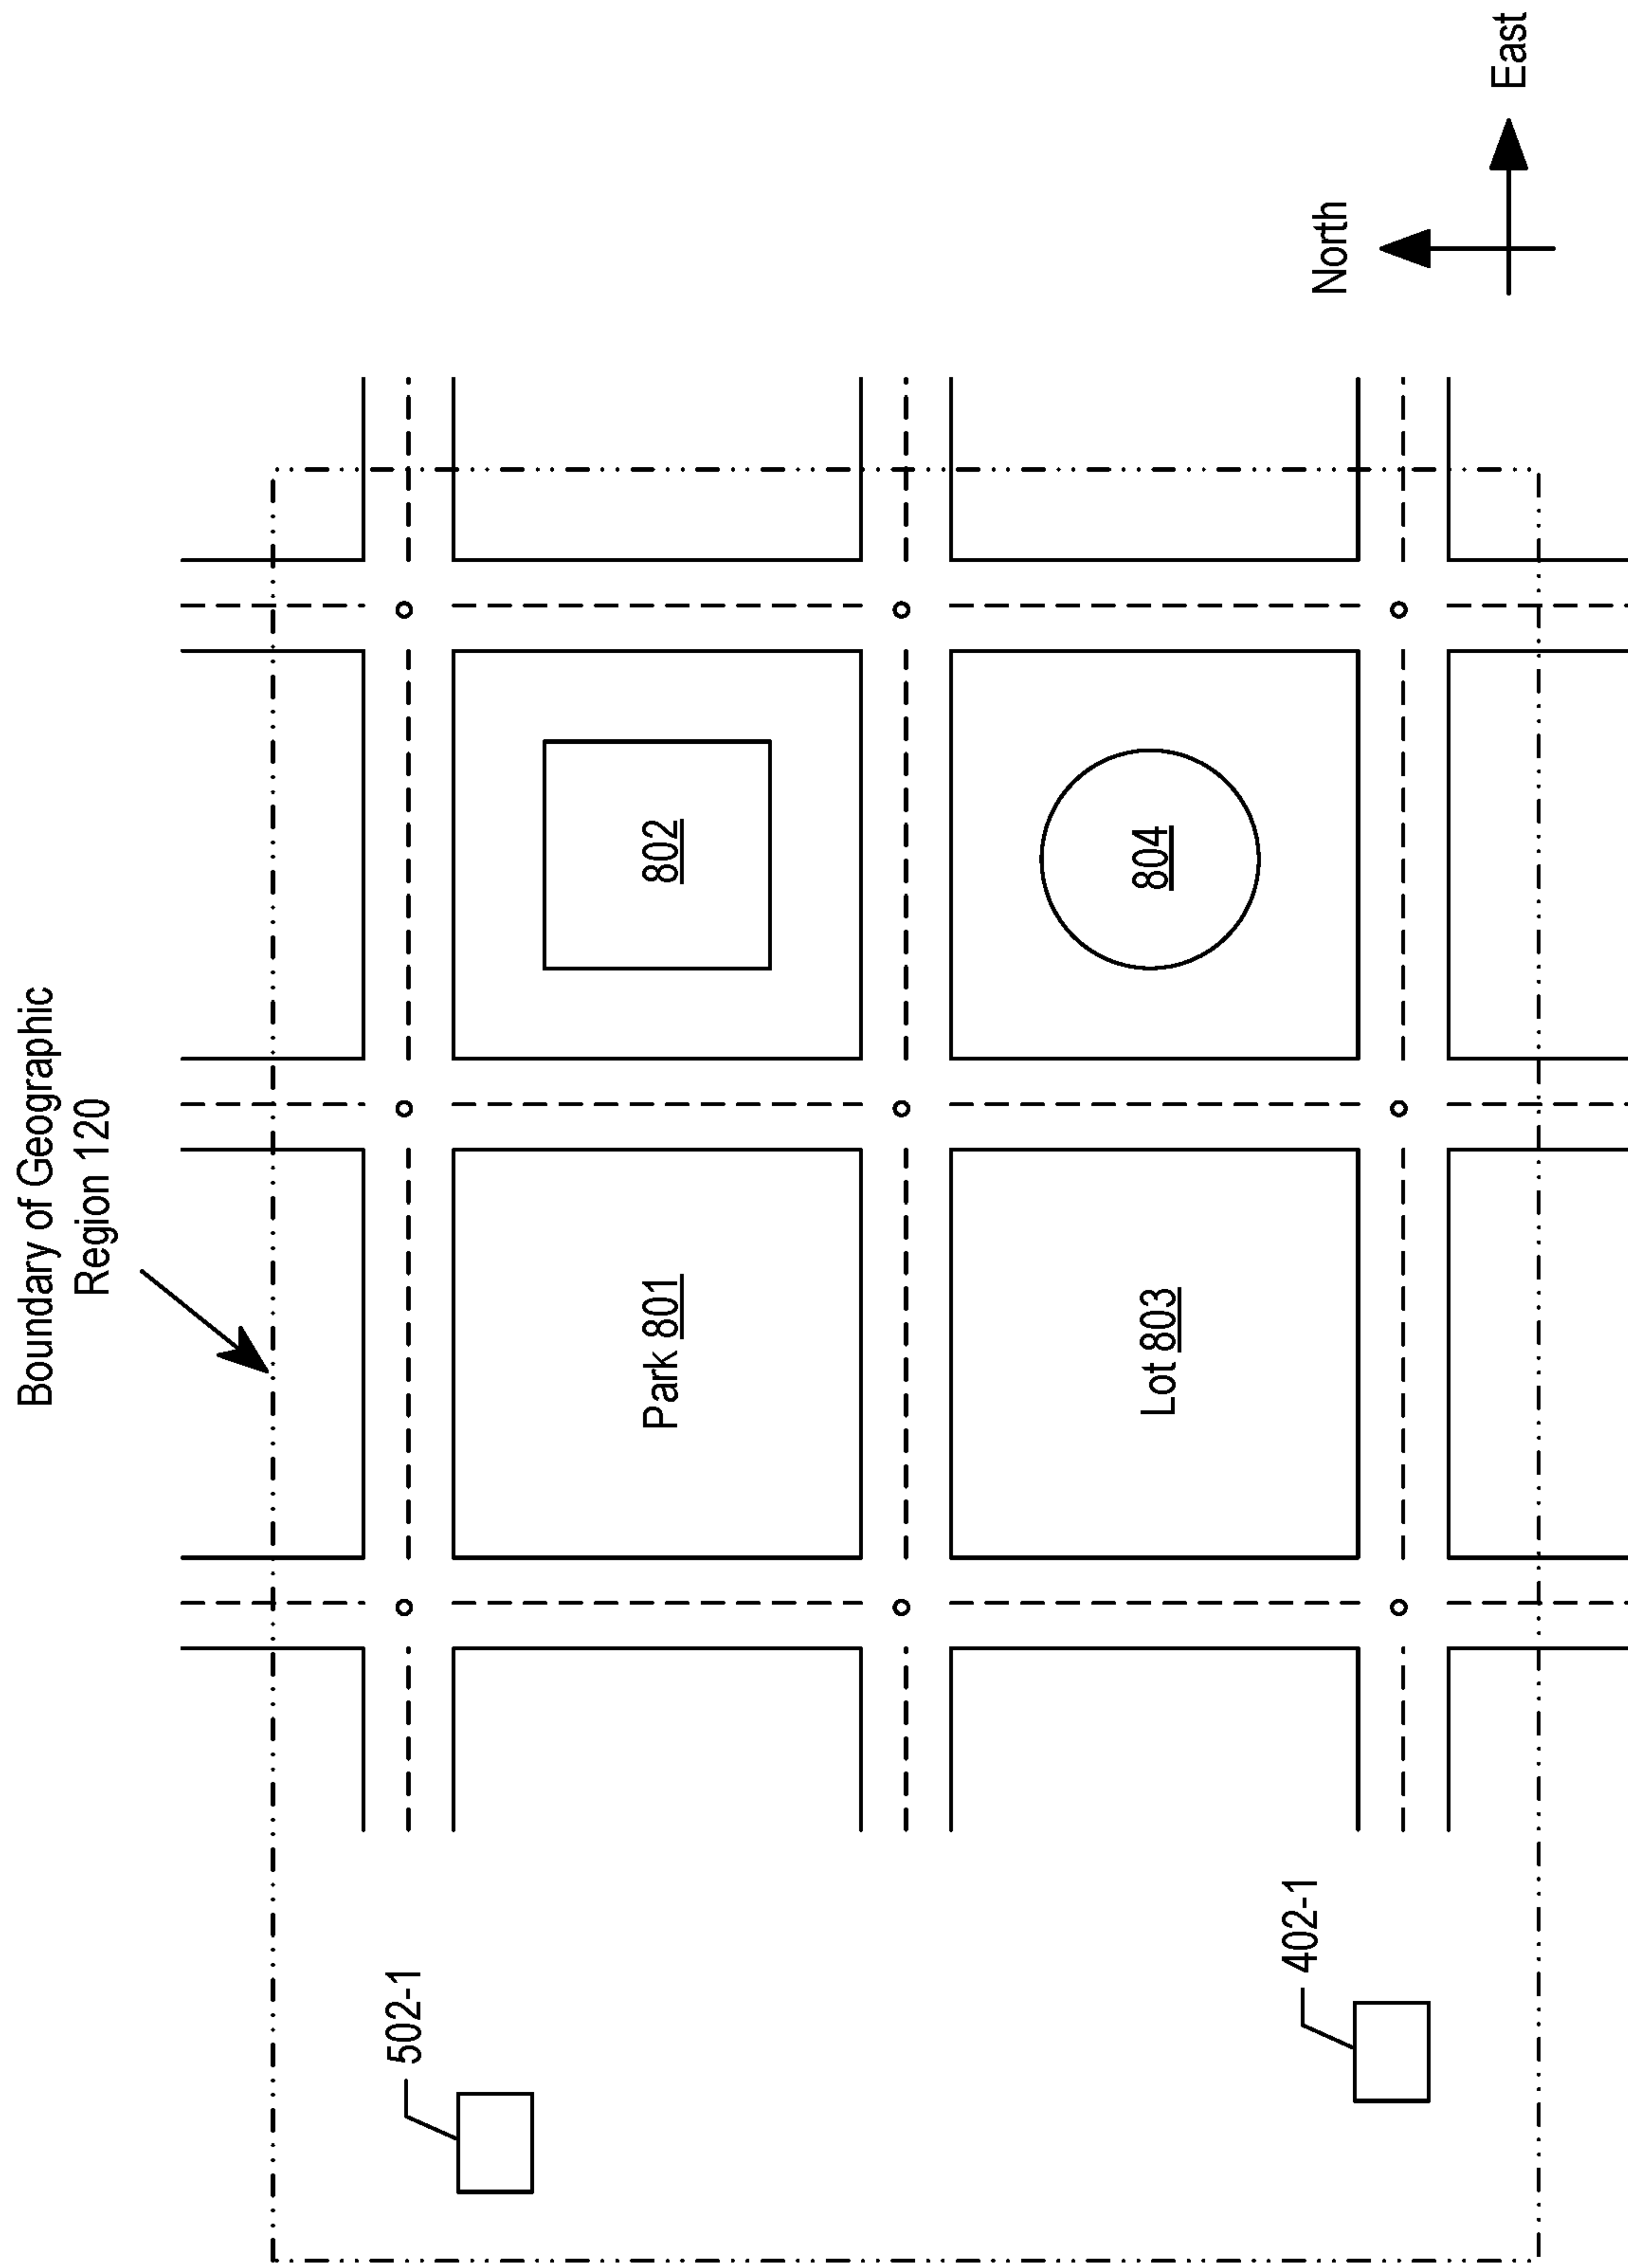 Boundary of Geographic
Region 120
502-1
Park 801
802
Lot 803
804
402-1
North
East